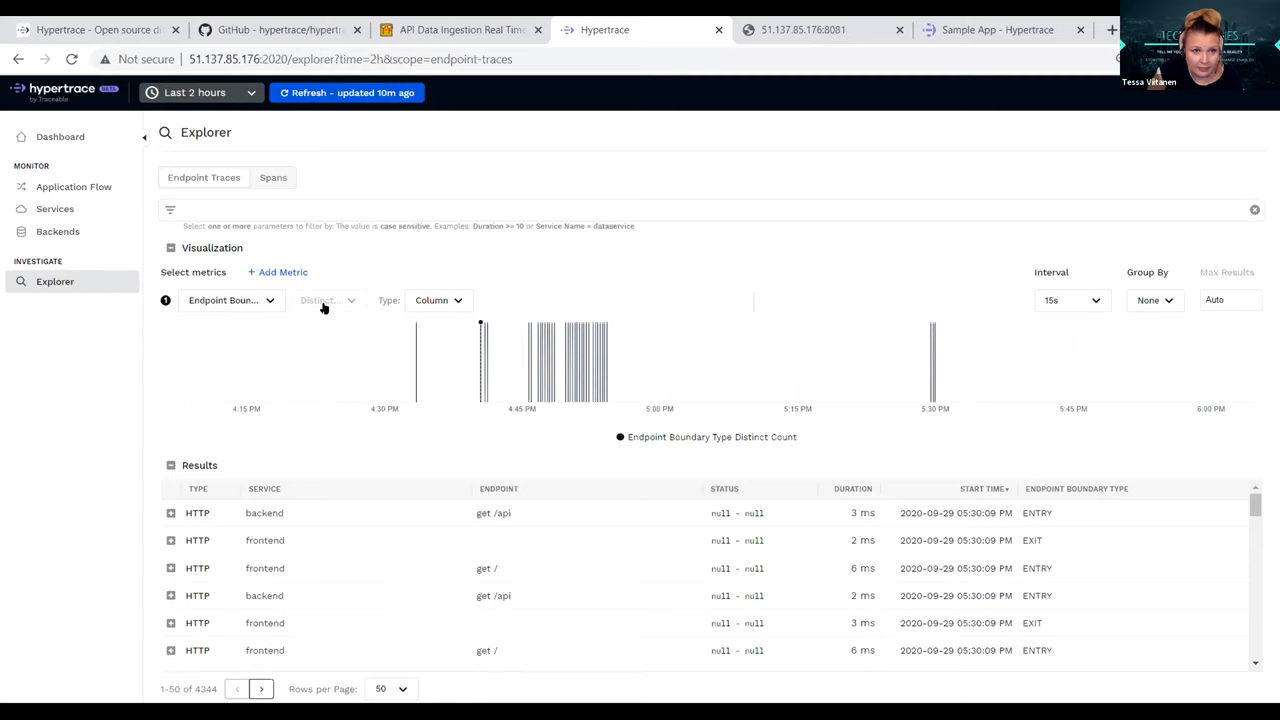 Hypertrace - Open source di
GitHub - hypertrace/hypertr
API Data Ingestion Real Time
Hypertrace
51.137.85.176:8081
Sample App - Hypertrace
Not secure
51.137.85.176:2020/explorer?time=2h&scope=endpoint-traces
Tessa Viitanen
hypertrace BETA
by Traceable
Last 2 hours
Refresh - updated 10m ago
Dashboard
MONITOR
Application Flow
Services
Backends
INVESTIGATE
Explorer
Explorer
Endpoint Traces
Spans
Select one or more parameters to filter by. The value is case sensitive. Examples: Duration >= 10 or Service Name = dataservice
Visualization
Select metrics + Add Metric
Interval Group By Max Results
1 Endpoint Boun... Distinct... Type: Column
15s None Auto
4:15 PM 4:30 PM 4:45 PM 5:00 PM 5:15 PM 5:30 PM 5:45 PM 6:00 PM
Endpoint Boundary Type Distinct Count
Results
TYPE SERVICE ENDPOINT STATUS DURATION START TIME ENDPOINT BOUNDARY TYPE
HTTP backend get /api null - null 3 ms 2020-09-29 05:30:09 PM ENTRY
HTTP frontend null - null 2 ms 2020-09-29 05:30:09 PM EXIT
HTTP frontend get / null - null 6 ms 2020-09-29 05:30:09 PM ENTRY
HTTP backend get /api null - null 2 ms 2020-09-29 05:30:09 PM ENTRY
HTTP frontend null - null 3 ms 2020-09-29 05:30:09 PM EXIT
HTTP frontend get / null - null 6 ms 2020-09-29 05:30:09 PM ENTRY
1-50 of 4344
Rows per Page: 50